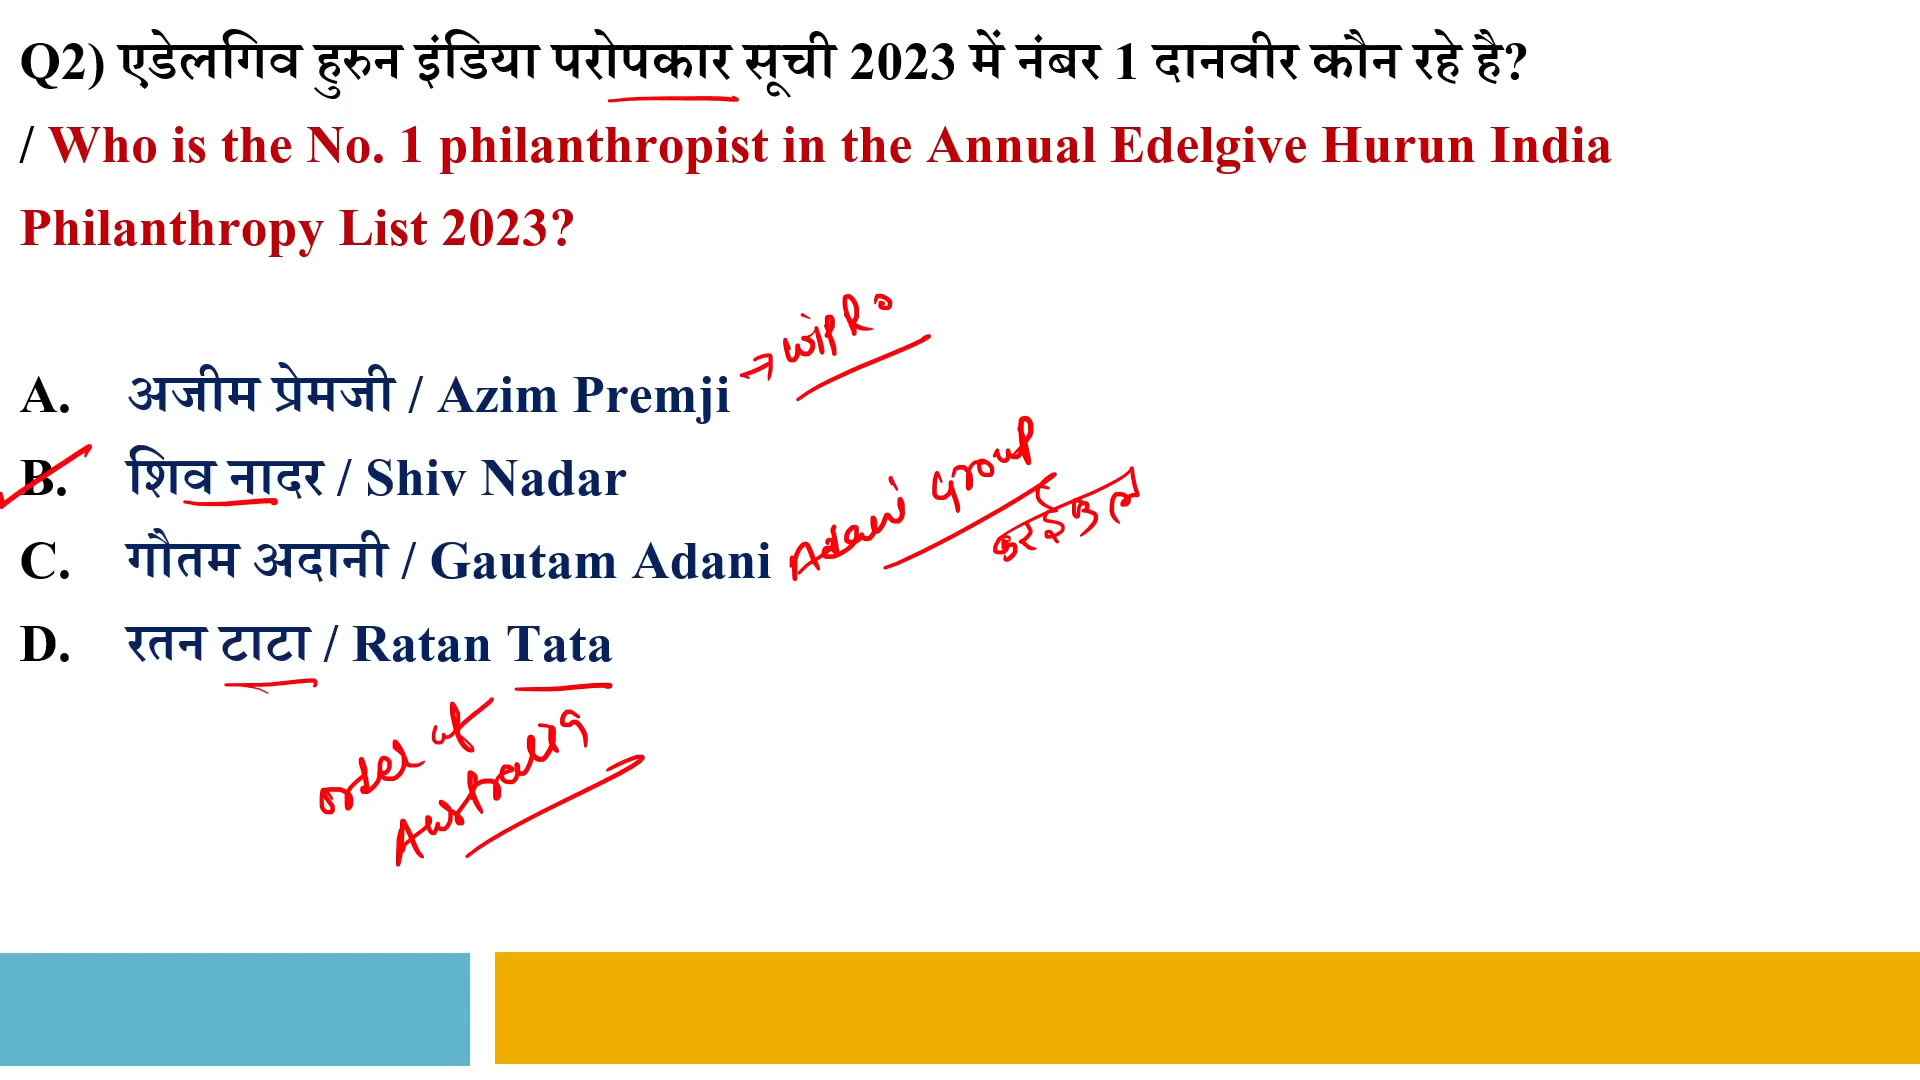 Q2) एडेलगिव हुरुन इंडिया परोपकार सूची 2023 में नंबर 1 दानवीर कौन रहे है?
/ Who is the No. 1 philanthropist in the Annual Edelgive Hurun India
Philanthropy List 2023?
→ WIPRO
A. अजीम प्रेमजी / Azim Premji
B. शिव नादर / Shiv Nadar
Adani Group
C. गौतम अदानी / Gautam Adani
D. रतन टाटा / Ratan Tata
order of
Australia